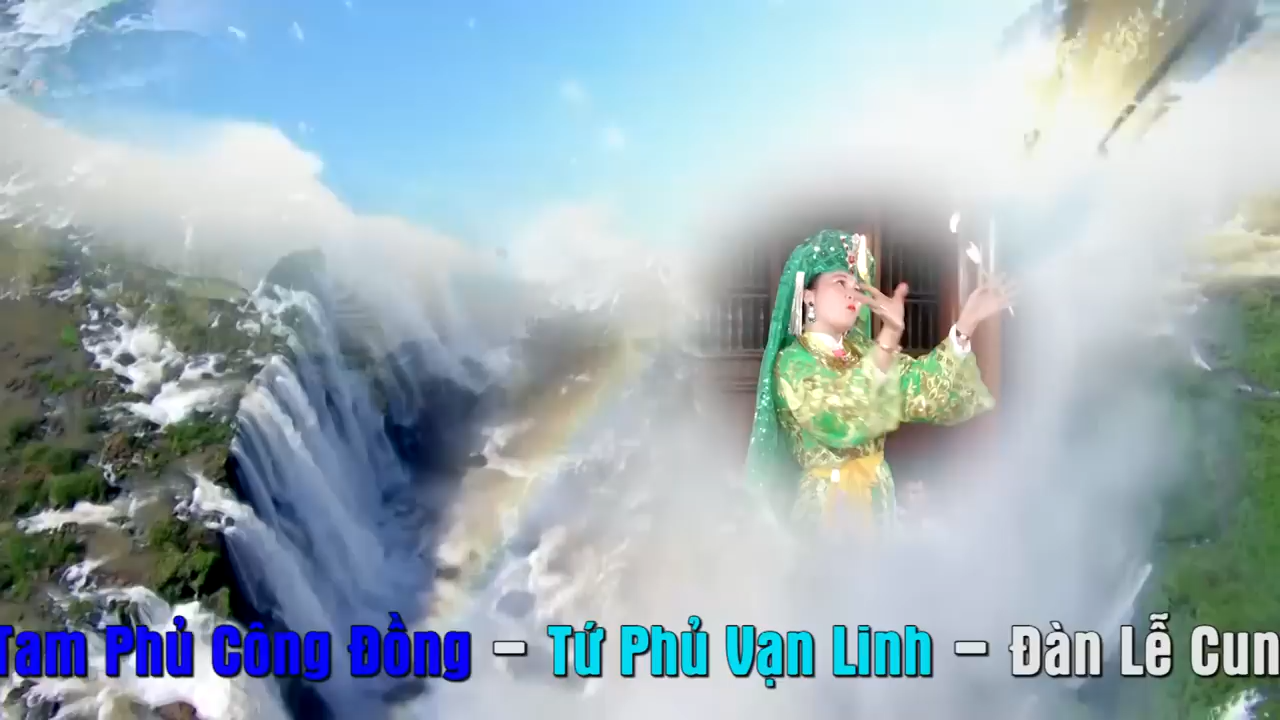 Tam Phủ Công Đồng – Tứ Phủ Vạn Linh – Đàn Lễ Cun